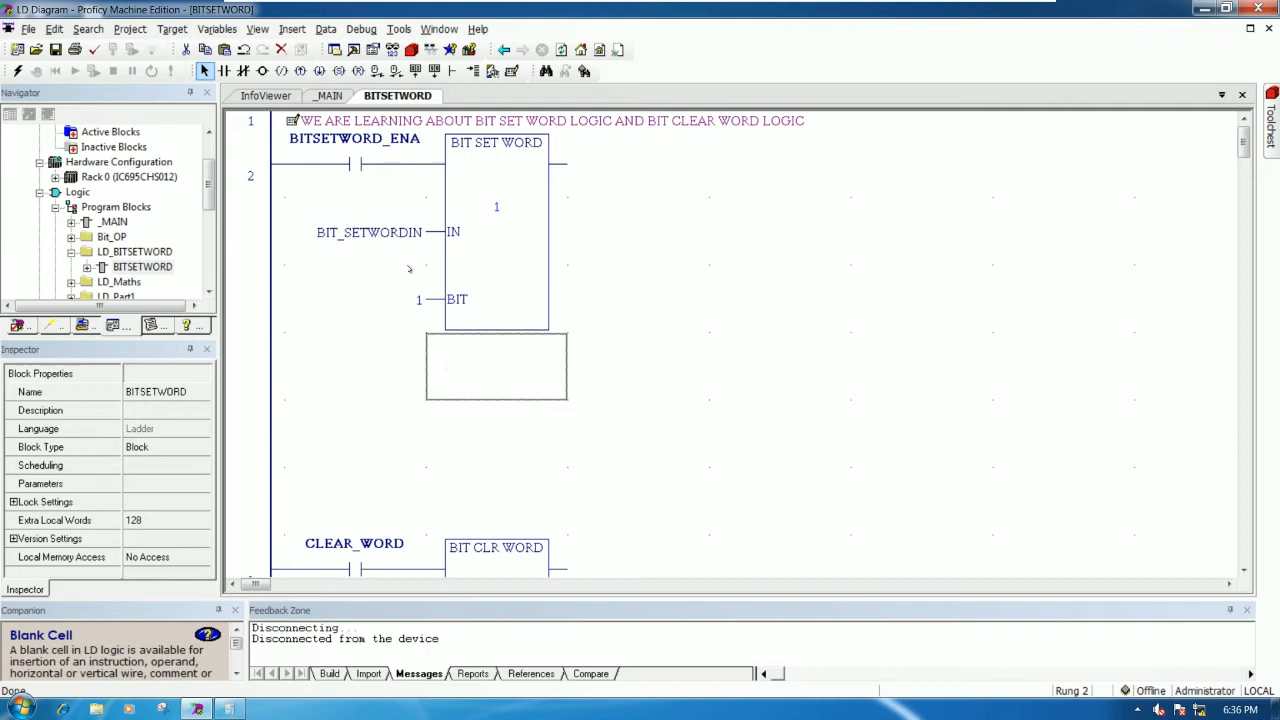 LD Diagram - Proficy Machine Edition - [BITSETWORD]
File Edit Search Project Target Variables View Insert Data Debug Tools Window Help
Navigator
InfoViewer _MAIN BITSETWORD
Toolchest
Active Blocks
Inactive Blocks
Hardware Configuration
Rack 0 (IC695CHS012)
Logic
Program Blocks
_MAIN
Bit_OP
LD_BITSETWORD
BITSETWORD
LD_Maths
LD_Part1
1 WE ARE LEARNING ABOUT BIT SET WORD LOGIC AND BIT CLEAR WORD LOGIC
BITSETWORD_ENA BIT SET WORD
2
1
BIT_SETWORDIN IN
1 BIT
CLEAR_WORD BIT CLR WORD
Inspector
Block Properties
Name BITSETWORD
Description
Language Ladder
Block Type Block
Scheduling
Parameters
Lock Settings
Extra Local Words 128
Version Settings
Local Memory Access No Access
Inspector
Companion
Blank Cell
A blank cell in LD logic is available for
insertion of an instruction, operand,
horizontal or vertical wire, comment or
Feedback Zone
Disconnecting...
Disconnected from the device
Build Import Messages Reports References Compare
Done
Rung 2 Offline Administrator LOCAL
6:36 PM